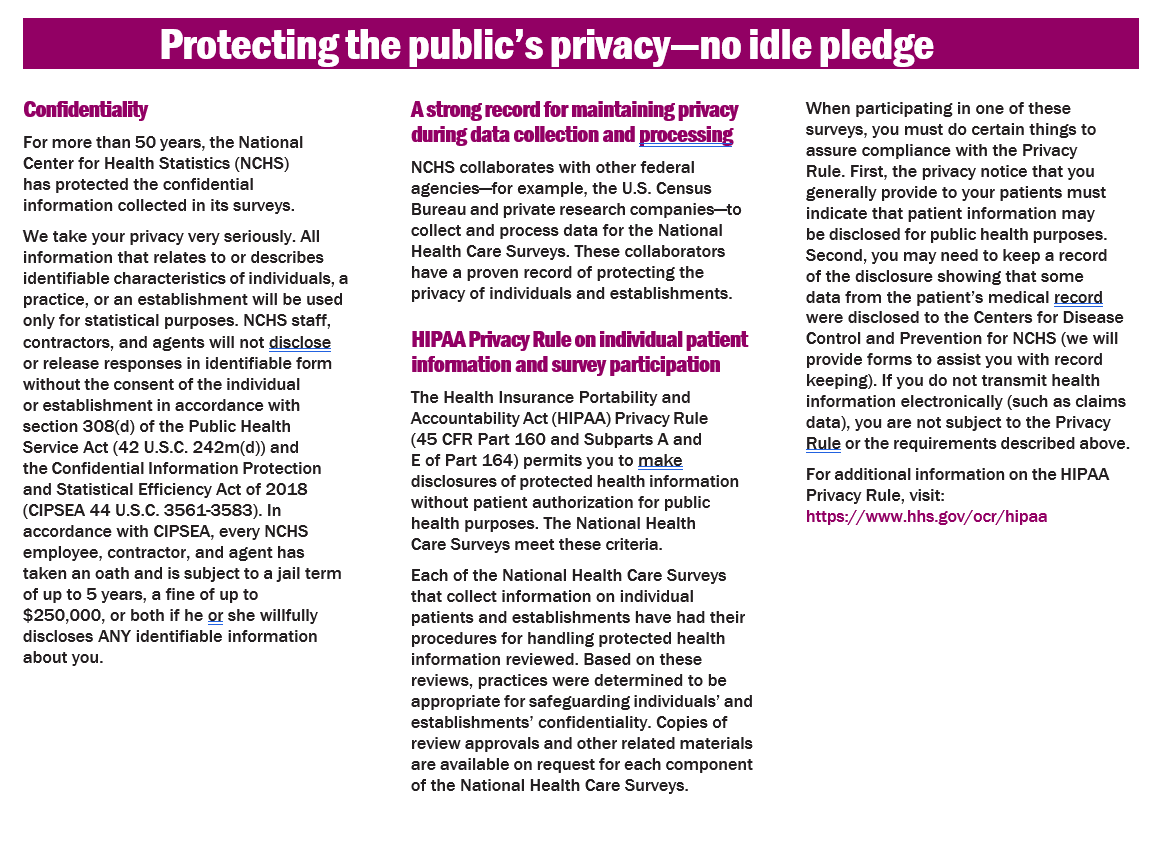 Protecting the public's privacy—no idle pledge
Confidentiality
For more than 50 years, the National
Center for Health Statistics (NCHS)
has protected the confidential
information collected in its surveys.
We take your privacy very seriously. All
information that relates to or describes
identifiable characteristics of individuals, a
practice, or an establishment will be used
only for statistical purposes. NCHS staff,
contractors, and agents will not disclose
or release responses in identifiable form
without the consent of the individual
or establishment in accordance with
section 308(d) of the Public Health
Service Act (42 U.S.C. 242m(d)) and
the Confidential Information Protection
and Statistical Efficiency Act of 2018
(CIPSEA 44 U.S.C. 3561-3583). In
accordance with CIPSEA, every NCHS
employee, contractor, and agent has
taken an oath and is subject to a jail term
of up to 5 years, a fine of up to
$250,000, or both if he or she willfully
discloses ANY identifiable information
about you.
A strong record for maintaining privacy
during data collection and processing
NCHS collaborates with other federal
agencies—for example, the U.S. Census
Bureau and private research companies—to
collect and process data for the National
Health Care Surveys. These collaborators
have a proven record of protecting the
privacy of individuals and establishments.
HIPAA Privacy Rule on individual patient
information and survey participation
The Health Insurance Portability and
Accountability Act (HIPAA) Privacy Rule
(45 CFR Part 160 and Subparts A and
E of Part 164) permits you to make
disclosures of protected health information
without patient authorization for public
health purposes. The National Health
Care Surveys meet these criteria.
Each of the National Health Care Surveys
that collect information on individual
patients and establishments have had their
procedures for handling protected health
information reviewed. Based on these
reviews, practices were determined to be
appropriate for safeguarding individuals' and
establishments' confidentiality. Copies of
review approvals and other related materials
are available on request for each component
of the National Health Care Surveys.
When participating in one of these
surveys, you must do certain things to
assure compliance with the Privacy
Rule. First, the privacy notice that you
generally provide to your patients must
indicate that patient information may
be disclosed for public health purposes.
Second, you may need to keep a record
of the disclosure showing that some
data from the patient's medical record
were disclosed to the Centers for Disease
Control and Prevention for NCHS (we will
provide forms to assist you with record
keeping). If you do not transmit health
information electronically (such as claims
data), you are not subject to the Privacy
Rule or the requirements described above.
For additional information on the HIPAA
Privacy Rule, visit:
https://www.hhs.gov/ocr/hipaa